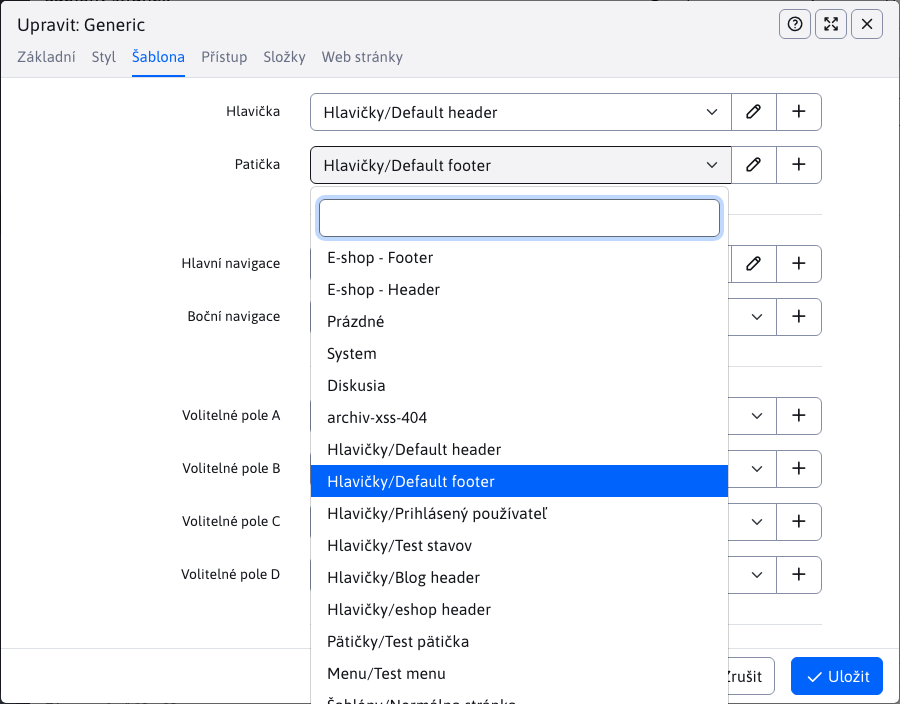 Upravit: Generic
Základní Styl Šablona Přístup Složky Web stránky
Hlavička Hlavičky/Default header
Patička Hlavičky/Default footer
E-shop - Footer
Hlavní navigace
E-shop - Header
Boční navigace
Prázdné
System
Diskusia
Volitelné pole A
archiv-xss-404
Hlavičky/Default header
Volitelné pole B
Hlavičky/Default footer
Hlavičky/Prihlásený používateľ
Volitelné pole C
Hlavičky/Test stavov
Volitelné pole D
Hlavičky/Blog header
Hlavičky/eshop header
Pätičky/Test pätička
Menu/Test menu
Zrušit Uložit